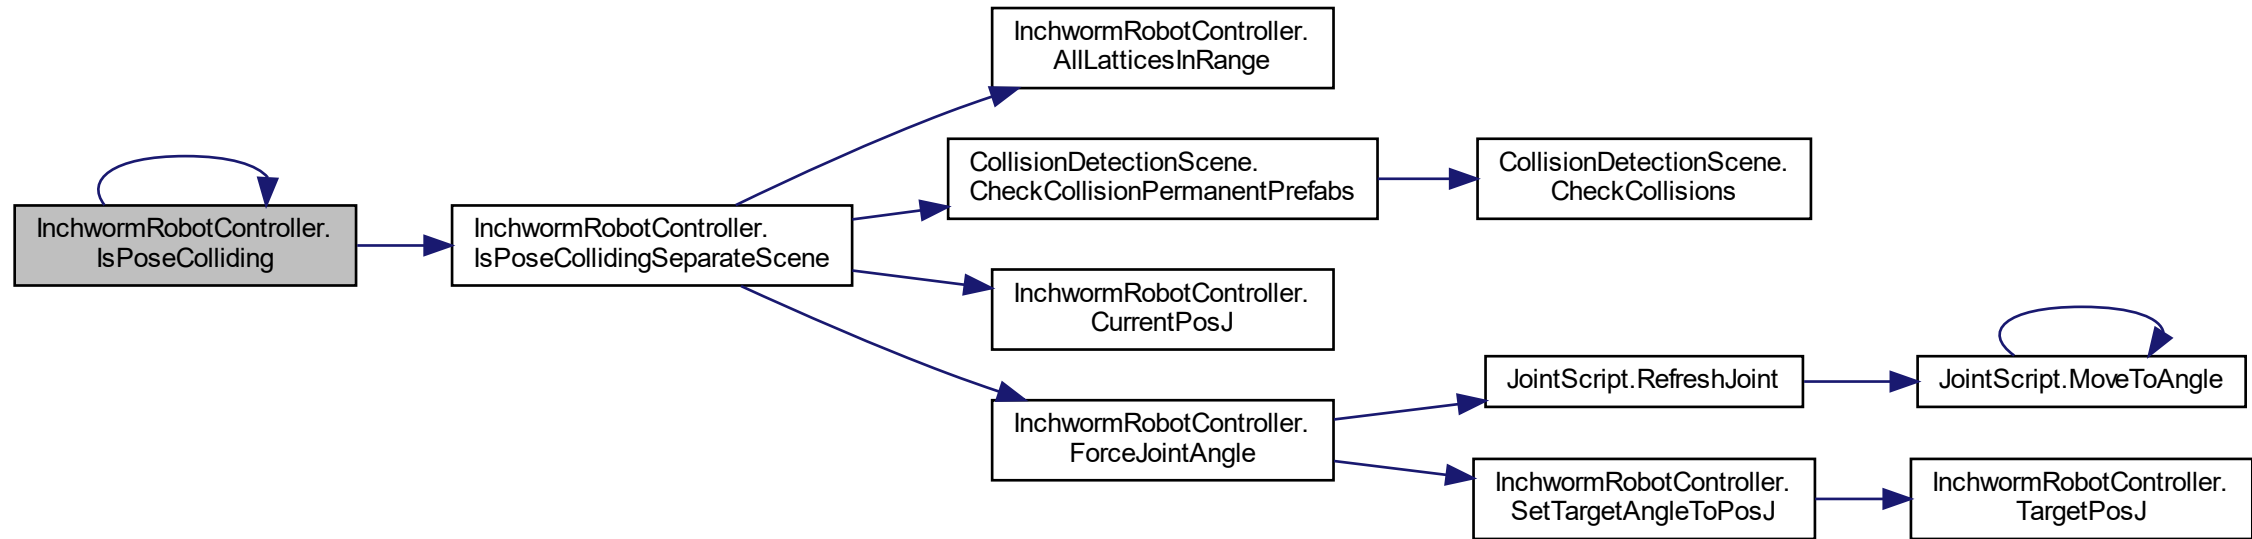 InchwormRobotController.
IsPoseColliding
InchwormRobotController.
IsPoseCollidingSeparateScene
InchwormRobotController.
AllLatticesInRange
CollisionDetectionScene.
CheckCollisionPermanentPrefabs
CollisionDetectionScene.
CheckCollisions
InchwormRobotController.
CurrentPosJ
InchwormRobotController.
ForceJointAngle
JointScript.RefreshJoint
JointScript.MoveToAngle
InchwormRobotController.
SetTargetAngleToPosJ
InchwormRobotController.
TargetPosJ